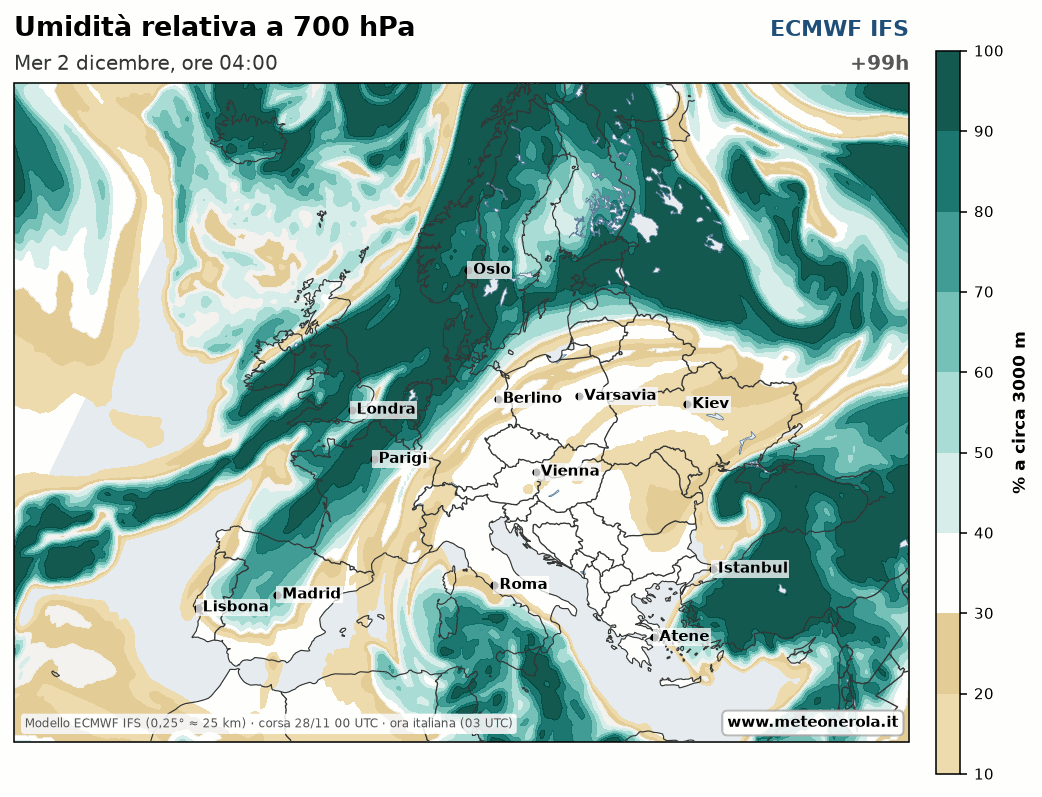 Umidità relativa a 700 hPa
ECMWF IFS
Mer 2 dicembre, ore 04:00
+99h
100
90
80
70
60
50
40
30
20
10
% a circa 3000 m
Oslo
Berlino
Varsavia
Kiev
Londra
Parigi
Vienna
Istanbul
Roma
Madrid
Lisbona
Atene
Modello ECMWF IFS (0,25° ≈ 25 km) · corsa 28/11 00 UTC · ora italiana (03 UTC)
www.meteonerola.it